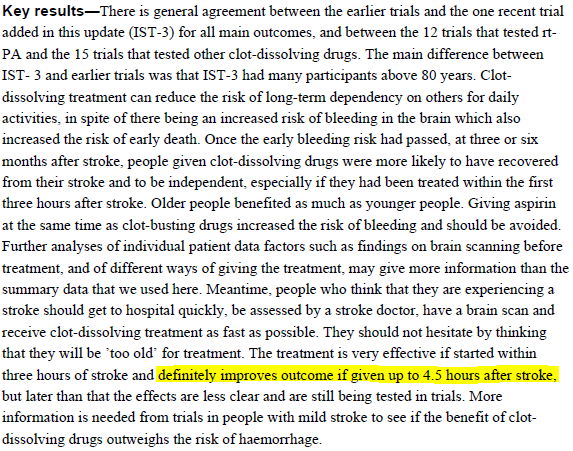 Key results—There is general agreement between the earlier trials and the one recent trial
added in this update (IST-3) for all main outcomes, and between the 12 trials that tested rt-
PA and the 15 trials that tested other clot-dissolving drugs. The main difference between
IST- 3 and earlier trials was that IST-3 had many participants above 80 years. Clot-
dissolving treatment can reduce the risk of long-term dependency on others for daily
activities, in spite of there being an increased risk of bleeding in the brain which also
increased the risk of early death. Once the early bleeding risk had passed, at three or six
months after stroke, people given clot-dissolving drugs were more likely to have recovered
from their stroke and to be independent, especially if they had been treated within the first
three hours after stroke. Older people benefited as much as younger people. Giving aspirin
at the same time as clot-busting drugs increased the risk of bleeding and should be avoided.
Further analyses of individual patient data factors such as findings on brain scanning before
treatment, and of different ways of giving the treatment, may give more information than the
summary data that we used here. Meantime, people who think that they are experiencing a
stroke should get to hospital quickly, be assessed by a stroke doctor, have a brain scan and
receive clot-dissolving treatment as fast as possible. They should not hesitate by thinking
that they will be 'too old' for treatment. The treatment is very effective if started within
three hours of stroke and definitely improves outcome if given up to 4.5 hours after stroke,
but later than that the effects are less clear and are still being tested in trials. More
information is needed from trials in people with mild stroke to see if the benefit of clot-
dissolving drugs outweighs the risk of haemorrhage.